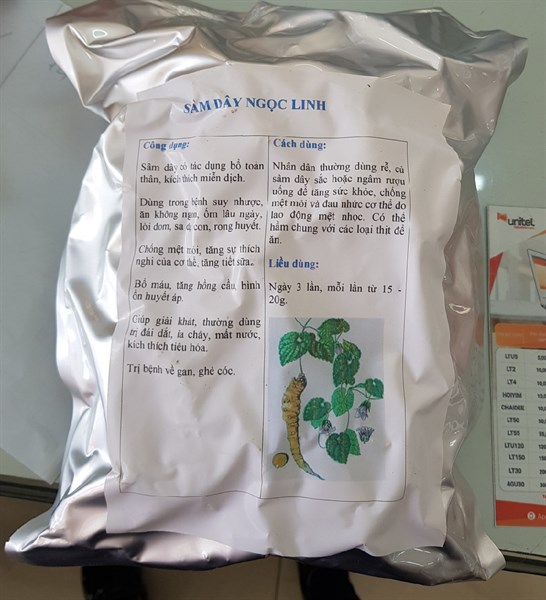 SÂM DÂY NGỌC LINH
Công dụng:
Sâm dây có tác dụng bổ toàn
thân, kích thích miễn dịch.
Dùng trong bệnh suy nhược,
ăn không ngon, ốm lâu ngày,
lòi dom, sa dạ con, rong huyết.
Chống mệt mỏi, tăng sự thích
nghi của cơ thể, tăng tiết sữa.
Bổ máu, tăng hồng cầu, bình
ổn huyết áp.
Giúp giải khát, thường dùng
trị đái dắt, ỉa chảy, mất nước,
kích thích tiêu hóa.
Trị bệnh về gan, ghẻ cóc.
Cách dùng:
Nhân dân thường dùng rễ, củ
sâm dây sắc hoặc ngâm rượu
uống để tăng sức khỏe, chống
mệt mỏi và đau nhức cơ thể do
lao động mệt nhọc. Có thể
hầm chung với các loại thịt để
ăn.
Liều dùng:
Ngày 3 lần, mỗi lần từ 15 -
20g.
unitel
LTU5
LT2
LT4
LT50
LTU120
LT150
LT30